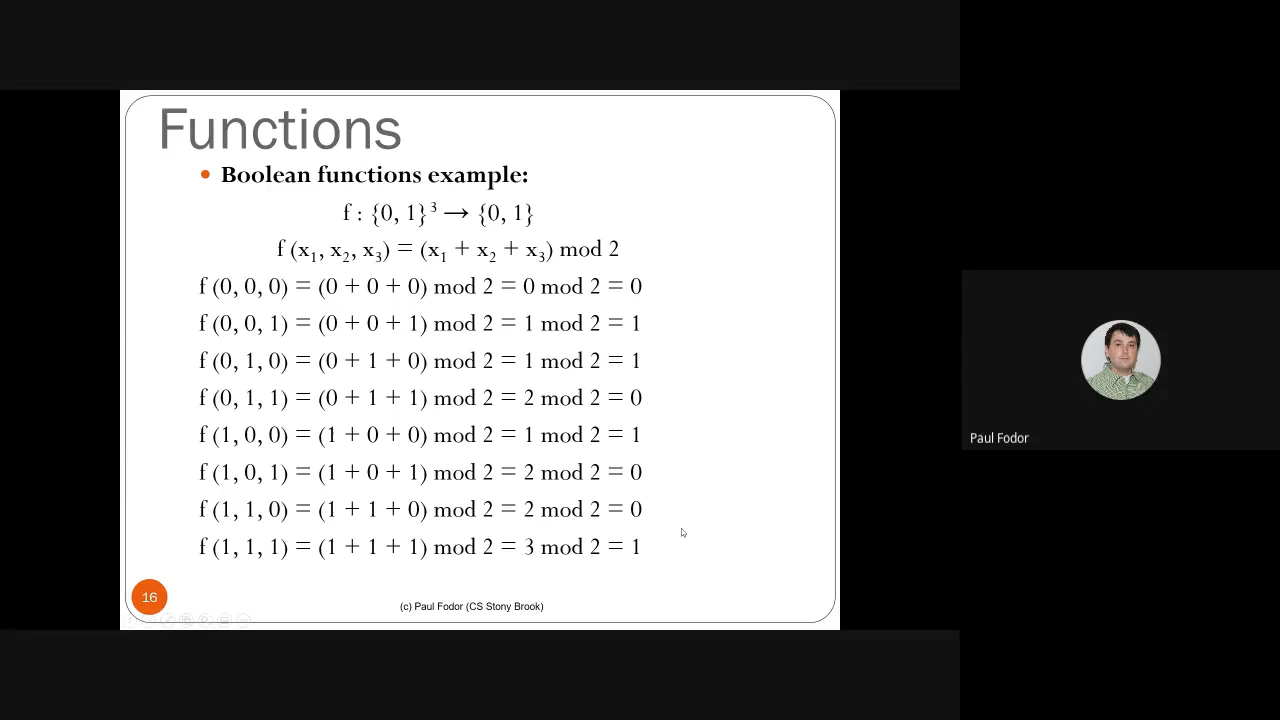 Functions
• Boolean functions example:
f : {0, 1}³ → {0, 1}
f (x₁, x₂, x₃) = (x₁ + x₂ + x₃) mod 2
f (0, 0, 0) = (0 + 0 + 0) mod 2 = 0 mod 2 = 0
f (0, 0, 1) = (0 + 0 + 1) mod 2 = 1 mod 2 = 1
f (0, 1, 0) = (0 + 1 + 0) mod 2 = 1 mod 2 = 1
f (0, 1, 1) = (0 + 1 + 1) mod 2 = 2 mod 2 = 0
f (1, 0, 0) = (1 + 0 + 0) mod 2 = 1 mod 2 = 1
f (1, 0, 1) = (1 + 0 + 1) mod 2 = 2 mod 2 = 0
f (1, 1, 0) = (1 + 1 + 0) mod 2 = 2 mod 2 = 0
f (1, 1, 1) = (1 + 1 + 1) mod 2 = 3 mod 2 = 1
16
(c) Paul Fodor (CS Stony Brook)
Paul Fodor